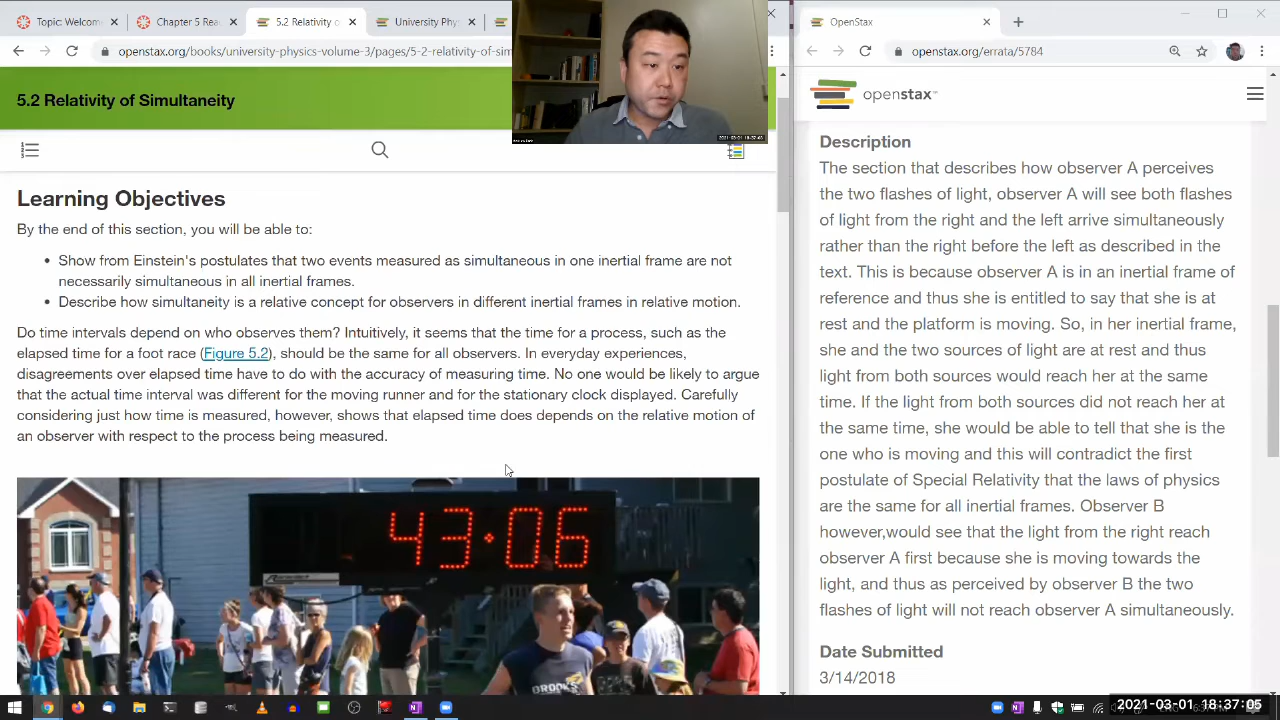 Topic: Welcome
Chapter 5 Rea
5.2 Relativity o
University Phy
OpenStax
openstax.org/books/university-physics-volume-3/pages/5-2-relativity-of-sim
openstax.org/errata/5784
5.2 Relativity of Simultaneity
openstax™
Learning Objectives
By the end of this section, you will be able to:
• Show from Einstein's postulates that two events measured as simultaneous in one inertial frame are not
necessarily simultaneous in all inertial frames.
• Describe how simultaneity is a relative concept for observers in different inertial frames in relative motion.
Do time intervals depend on who observes them? Intuitively, it seems that the time for a process, such as the
elapsed time for a foot race (Figure 5.2), should be the same for all observers. In everyday experiences,
disagreements over elapsed time have to do with the accuracy of measuring time. No one would be likely to argue
that the actual time interval was different for the moving runner and for the stationary clock displayed. Carefully
considering just how time is measured, however, shows that elapsed time does depends on the relative motion of
an observer with respect to the process being measured.
43:06
BROOKS
Description
The section that describes how observer A perceives
the two flashes of light, observer A will see both flashes
of light from the right and the left arrive simultaneously
rather than the right before the left as described in the
text. This is because observer A is in an inertial frame of
reference and thus she is entitled to say that she is at
rest and the platform is moving. So, in her inertial frame,
she and the two sources of light are at rest and thus
light from both sources would reach her at the same
time. If the light from both sources did not reach her at
the same time, she would be able to tell that she is the
one who is moving and this will contradict the first
postulate of Special Relativity that the laws of physics
are the same for all inertial frames. Observer B
however,would see that the light from the right reach
observer A first because she is moving towards the
light, and thus as perceived by observer B the two
flashes of light will not reach observer A simultaneously.
Date Submitted
3/14/2018
2021-03-01 18:37:05